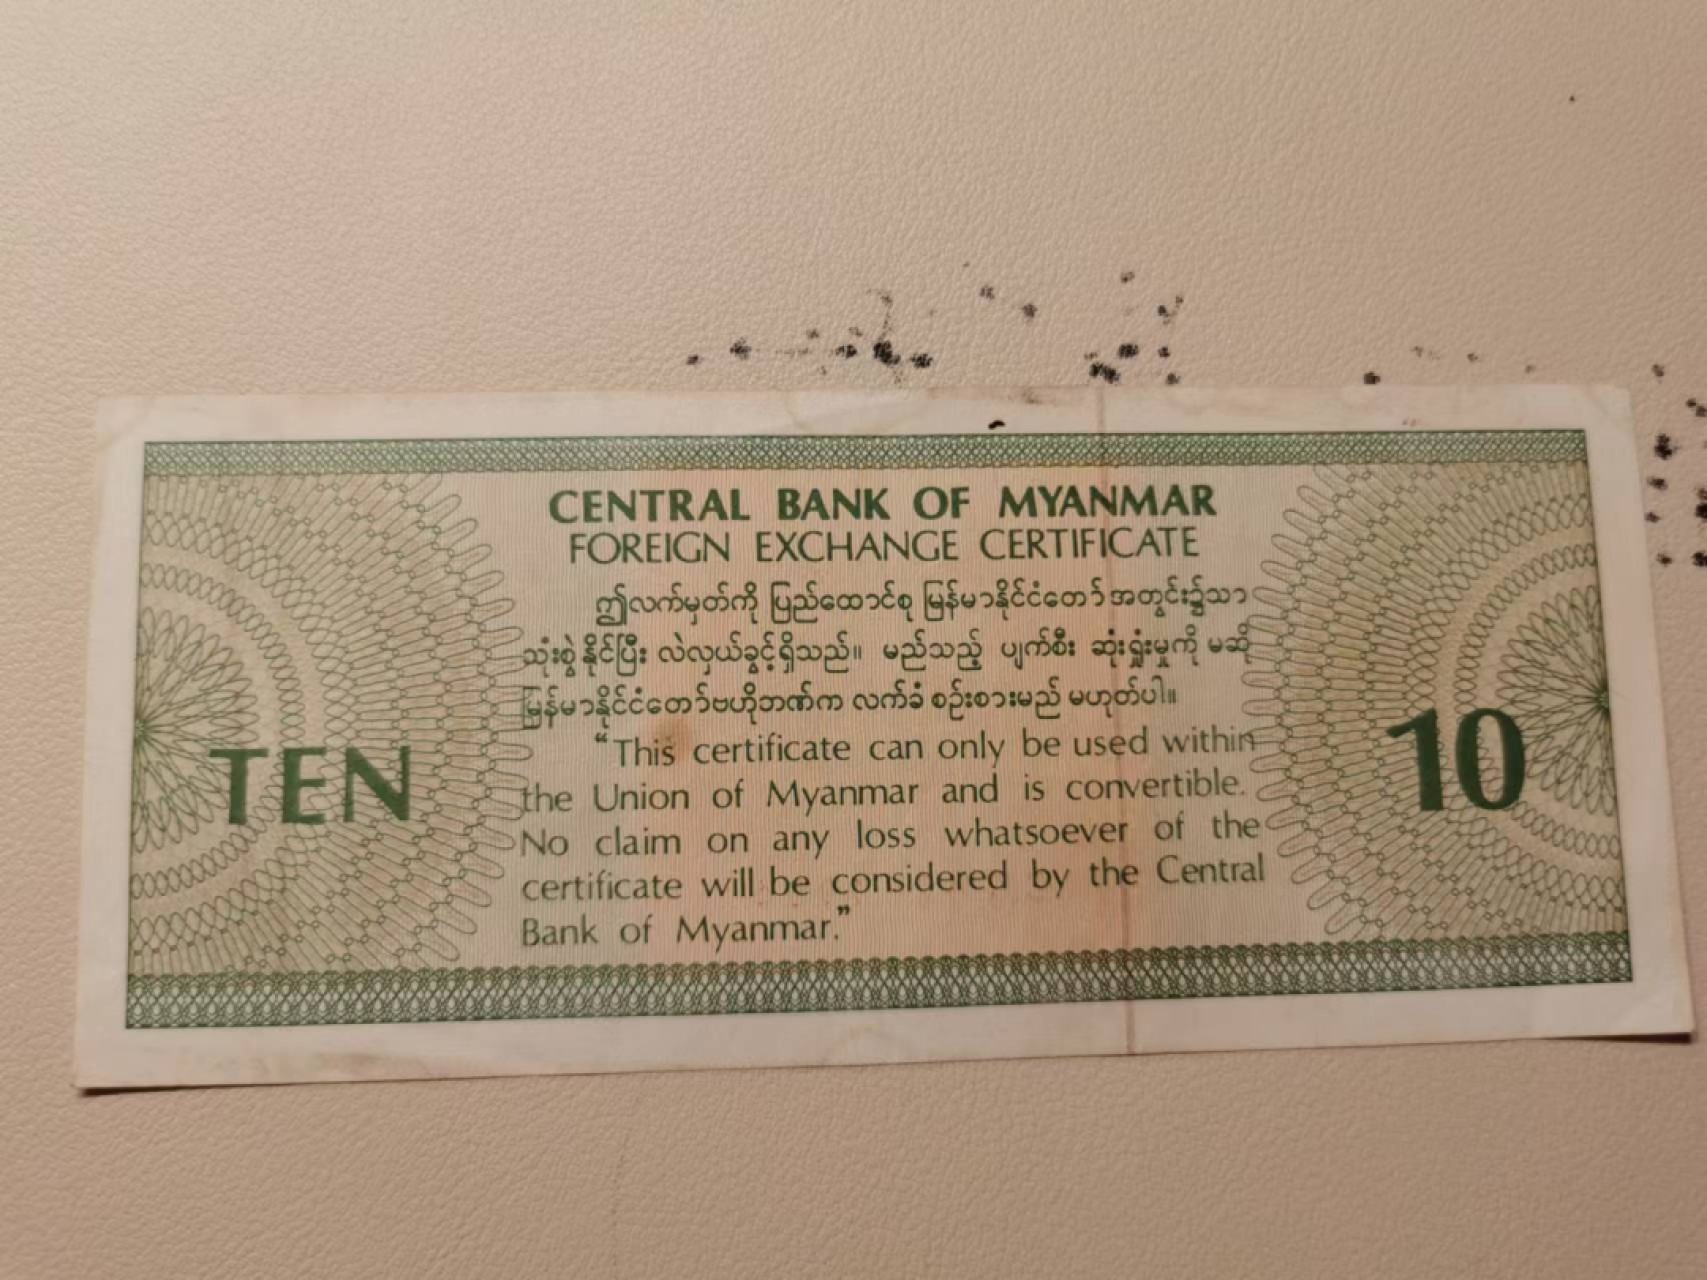 CENTRAL BANK OF MYANMAR
FOREIGN EXCHANGE CERTIFICATE
ဤလက်မှတ်ကို ပြည်ထောင်စု မြန်မာနိုင်ငံတော်အတွင်း၌သာ
သုံးစွဲနိုင်ပြီး လဲလှယ်ခွင့်ရှိသည်။ မည်သည့် ပျက်စီး ဆုံးရှုံးမှုကို မဆို
မြန်မာနိုင်ငံတော်ဗဟိုဘဏ်က လက်ခံ စဉ်းစားမည် မဟုတ်ပါ။
“This certificate can only be used within
the Union of Myanmar and is convertible.
No claim on any loss whatsoever of the
certificate will be considered by the Central
Bank of Myanmar.”
TEN
10